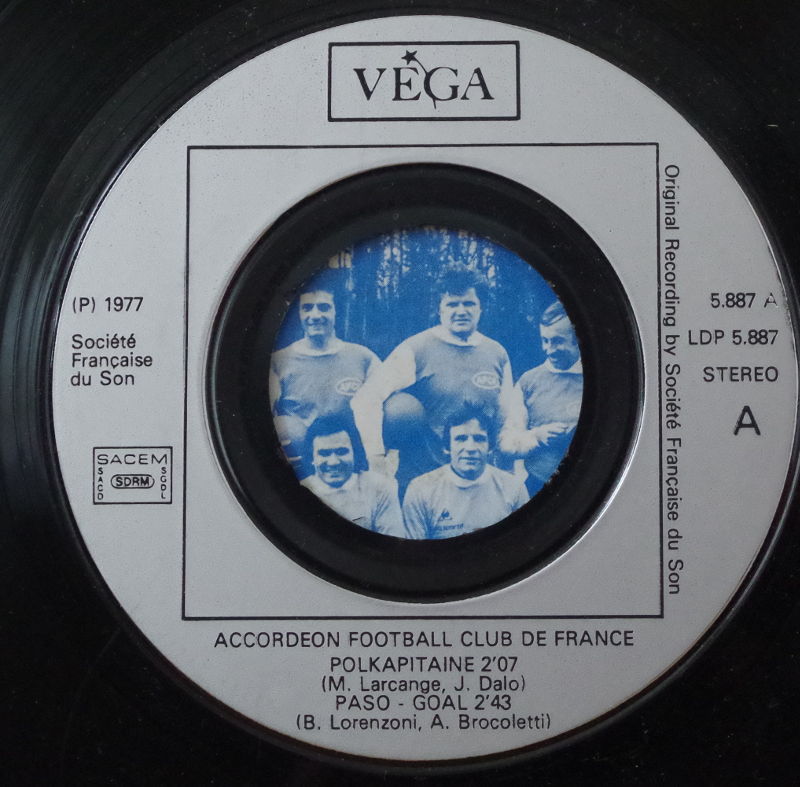 VEGA
Original Recording by Société Française du Son
(P) 1977
Société
Française
du Son
5.887 A
LDP 5.887
STEREO
A
SACEM
SACD
SDRM
SGDL
AFC
ACCORDEON FOOTBALL CLUB DE FRANCE
POLKAPITAINE 2'07
(M. Larcange, J. Dalo)
PASO - GOAL 2'43
(B. Lorenzoni, A. Brocoletti)